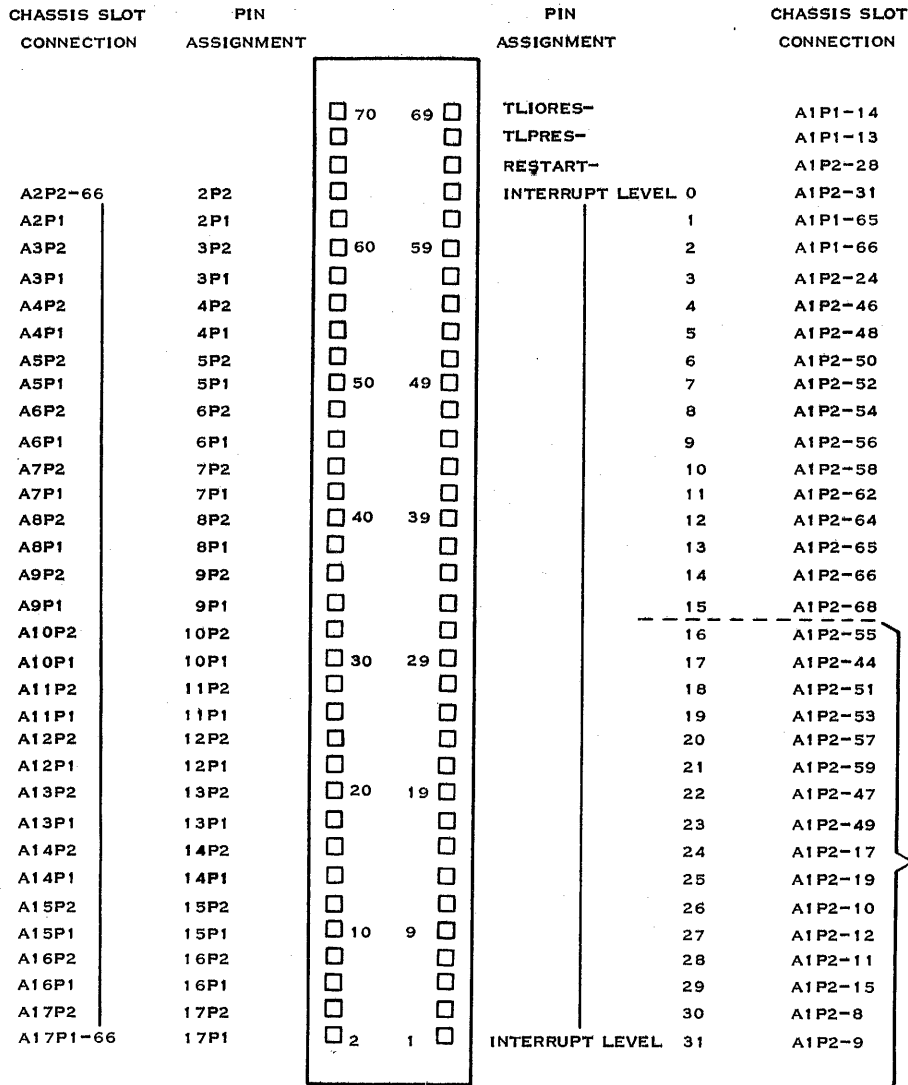 CHASSIS SLOT PIN PIN CHASSIS SLOT
CONNECTION ASSIGNMENT ASSIGNMENT CONNECTION
70 69 TLIORES- A1P1-14
TLPRES- A1P1-13
RESTART- A1P2-28
A2P2-66 2P2 INTERRUPT LEVEL 0 A1P2-31
A2P1 2P1 1 A1P1-65
A3P2 3P2 60 59 2 A1P1-66
A3P1 3P1 3 A1P2-24
A4P2 4P2 4 A1P2-46
A4P1 4P1 5 A1P2-48
A5P2 5P2 6 A1P2-50
A5P1 5P1 50 49 7 A1P2-52
A6P2 6P2 8 A1P2-54
A6P1 6P1 9 A1P2-56
A7P2 7P2 10 A1P2-58
A7P1 7P1 11 A1P2-62
A8P2 8P2 40 39 12 A1P2-64
A8P1 8P1 13 A1P2-65
A9P2 9P2 14 A1P2-66
A9P1 9P1 15 A1P2-68
A10P2 10P2 16 A1P2-55
A10P1 10P1 30 29 17 A1P2-44
A11P2 11P2 18 A1P2-51
A11P1 11P1 19 A1P2-53
A12P2 12P2 20 A1P2-57
A12P1 12P1 21 A1P2-59
A13P2 13P2 20 19 22 A1P2-47
A13P1 13P1 23 A1P2-49
A14P2 14P2 24 A1P2-17
A14P1 14P1 25 A1P2-19
A15P2 15P2 26 A1P2-10
A15P1 15P1 10 9 27 A1P2-12
A16P2 16P2 28 A1P2-11
A16P1 16P1 29 A1P2-15
A17P2 17P2 30 A1P2-8
A17P1-66 17P1 2 1 INTERRUPT LEVEL 31 A1P2-9